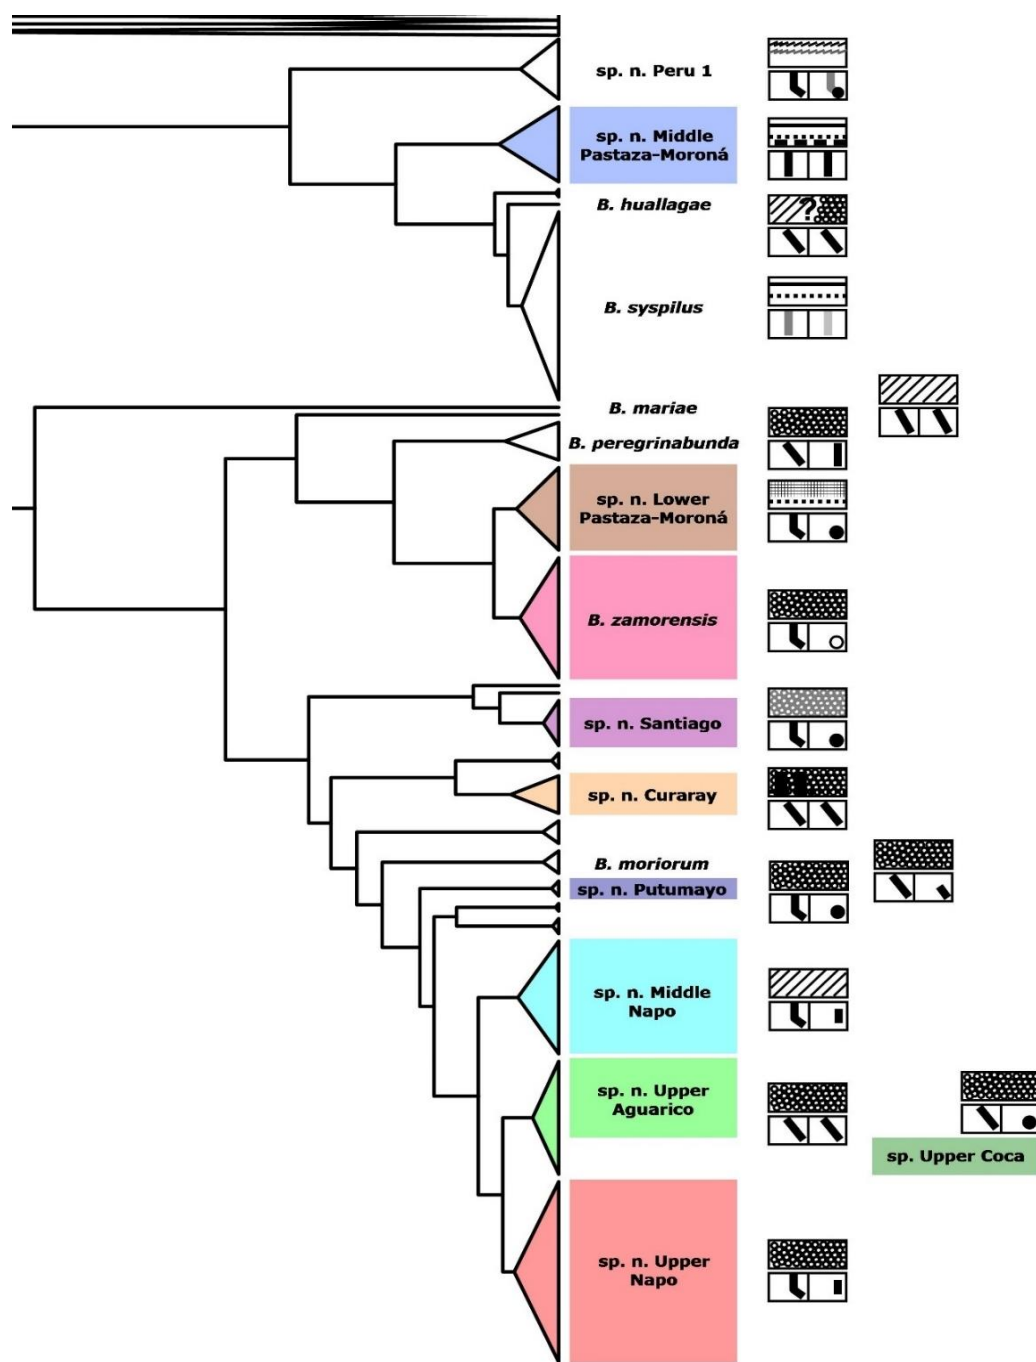 sp. n. Peru 1
sp. n. Middle
Pastaza-Moroná
B. huallagae
?
B. syspilus
B. mariae
B. peregrinabunda
sp. n. Lower
Pastaza-Moroná
B. zamorensis
sp. n. Santiago
sp. n. Curaray
B. moriorum
sp. n. Putumayo
sp. n. Middle
Napo
sp. n. Upper
Aguarico
sp. Upper Coca
sp. n. Upper
Napo